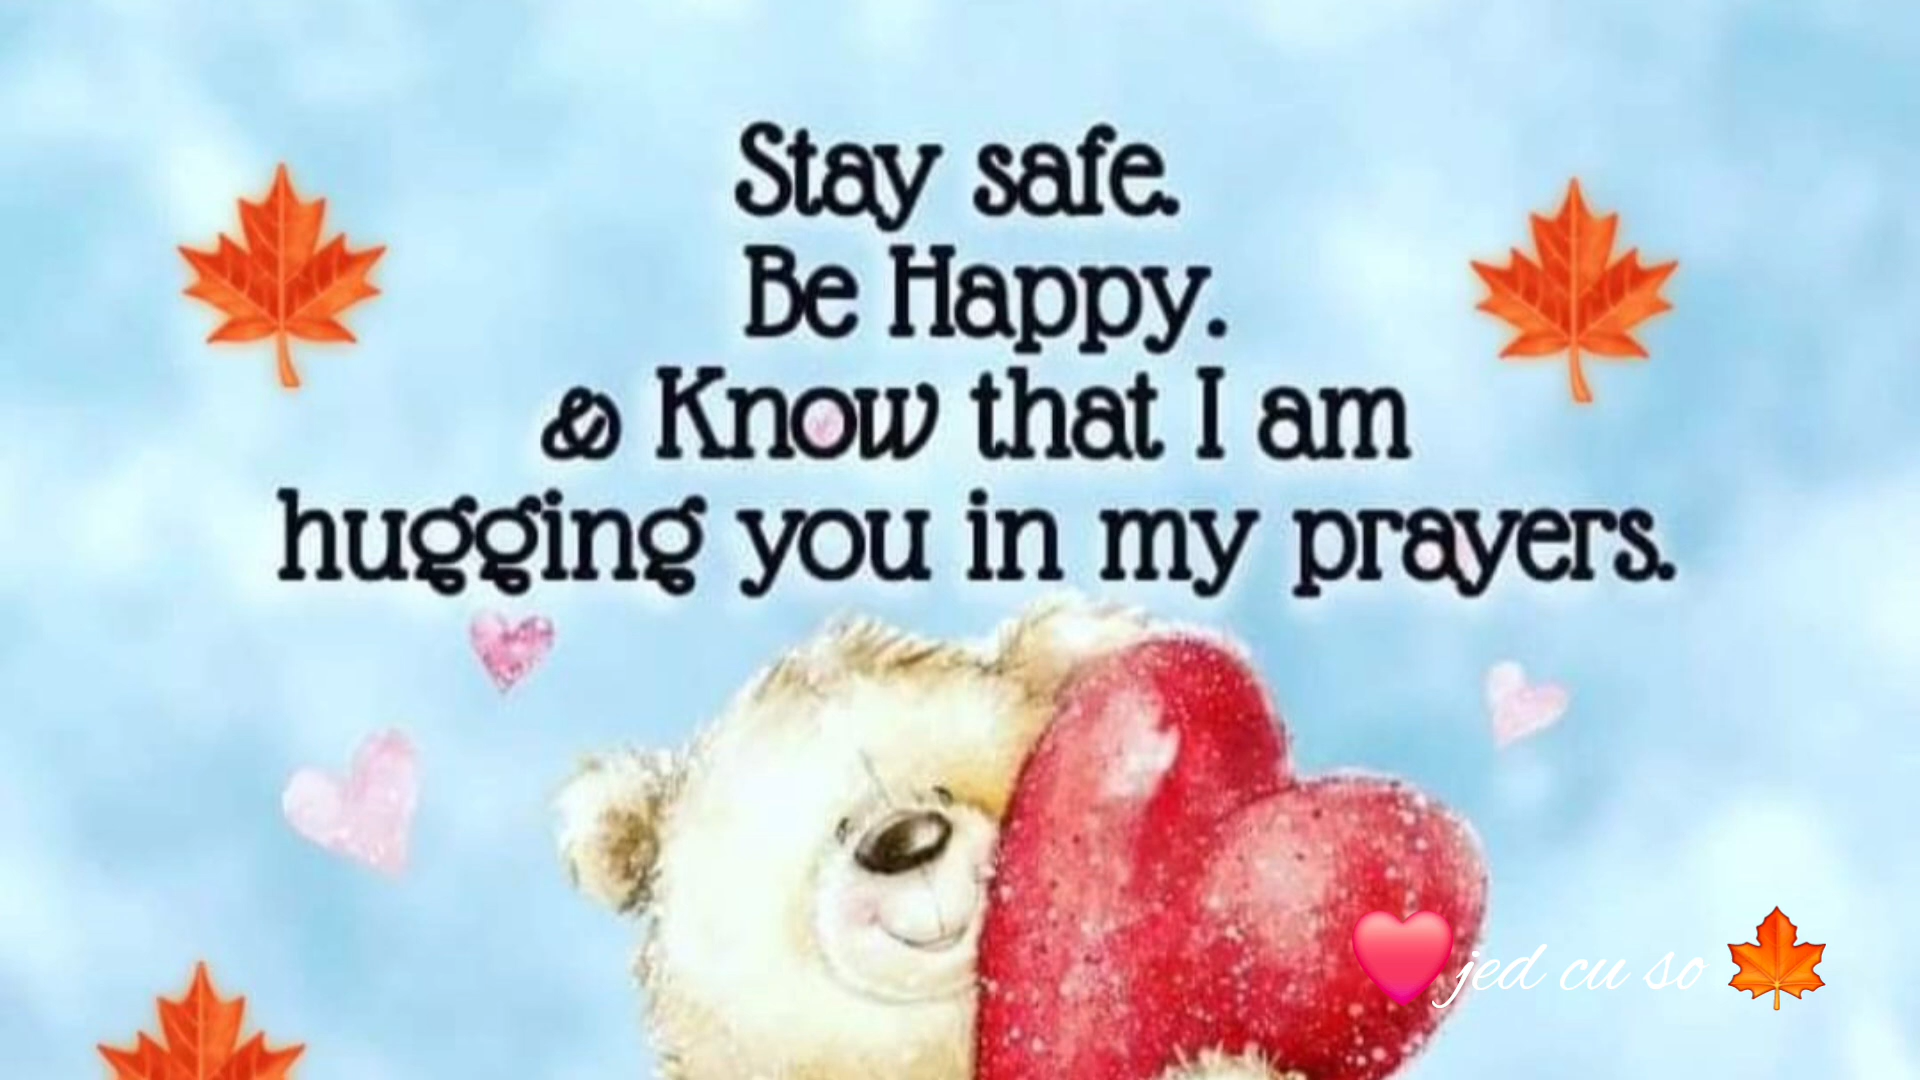 Stay safe.
Be Happy.
& Know that I am
hugging you in my prayers.
jed cu so